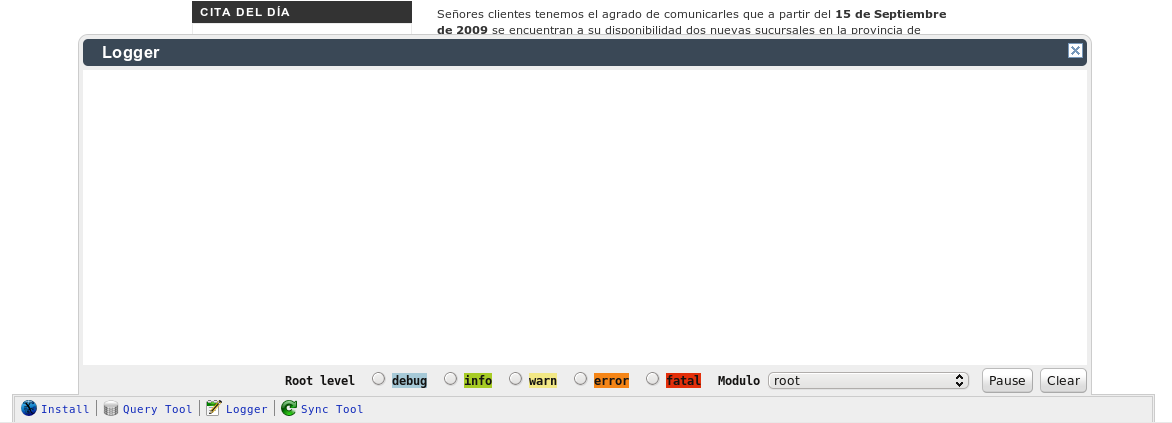 CITA DEL DÍA
Señores clientes tenemos el agrado de comunicarles que a partir del 15 de Septiembre
de 2009 se encuentran a su disponibilidad dos nuevas sucursales en la provincia de
Logger
Root level debug info warn error fatal Modulo root Pause Clear
Install Query Tool Logger Sync Tool